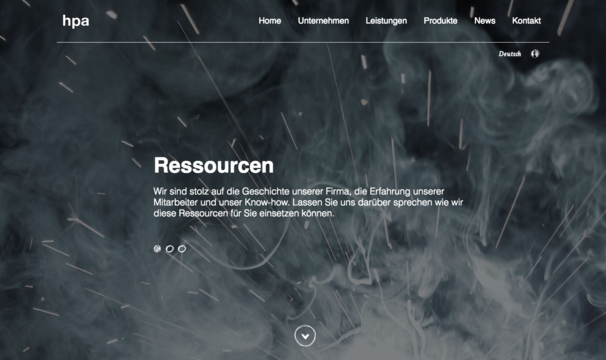 hpa
Home Unternehmen Leistungen Produkte News Kontakt
Deutsch
Ressourcen
Wir sind stolz auf die Geschichte unserer Firma, die Erfahrung unserer
Mitarbeiter und unser Know-how. Lassen Sie uns darüber sprechen wie wir
diese Ressourcen für Sie einsetzen können.